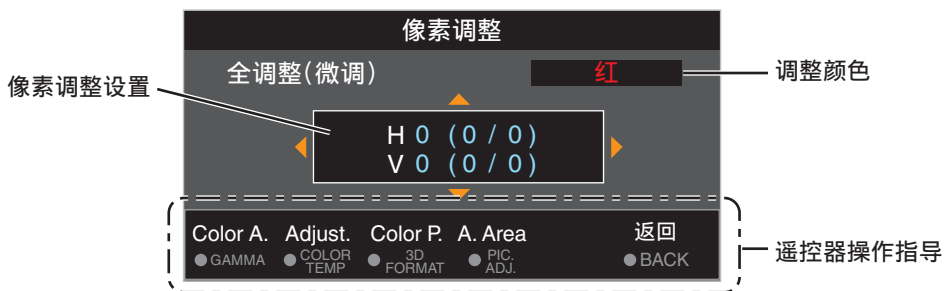 像素调整
全调整(微调) 红
调整颜色
像素调整设置
H 0 (0 / 0)
V 0 (0 / 0)
Color A. Adjust. Color P. A. Area 返回
GAMMA COLOR TEMP 3D FORMAT PIC. ADJ. BACK
遥控器操作指导